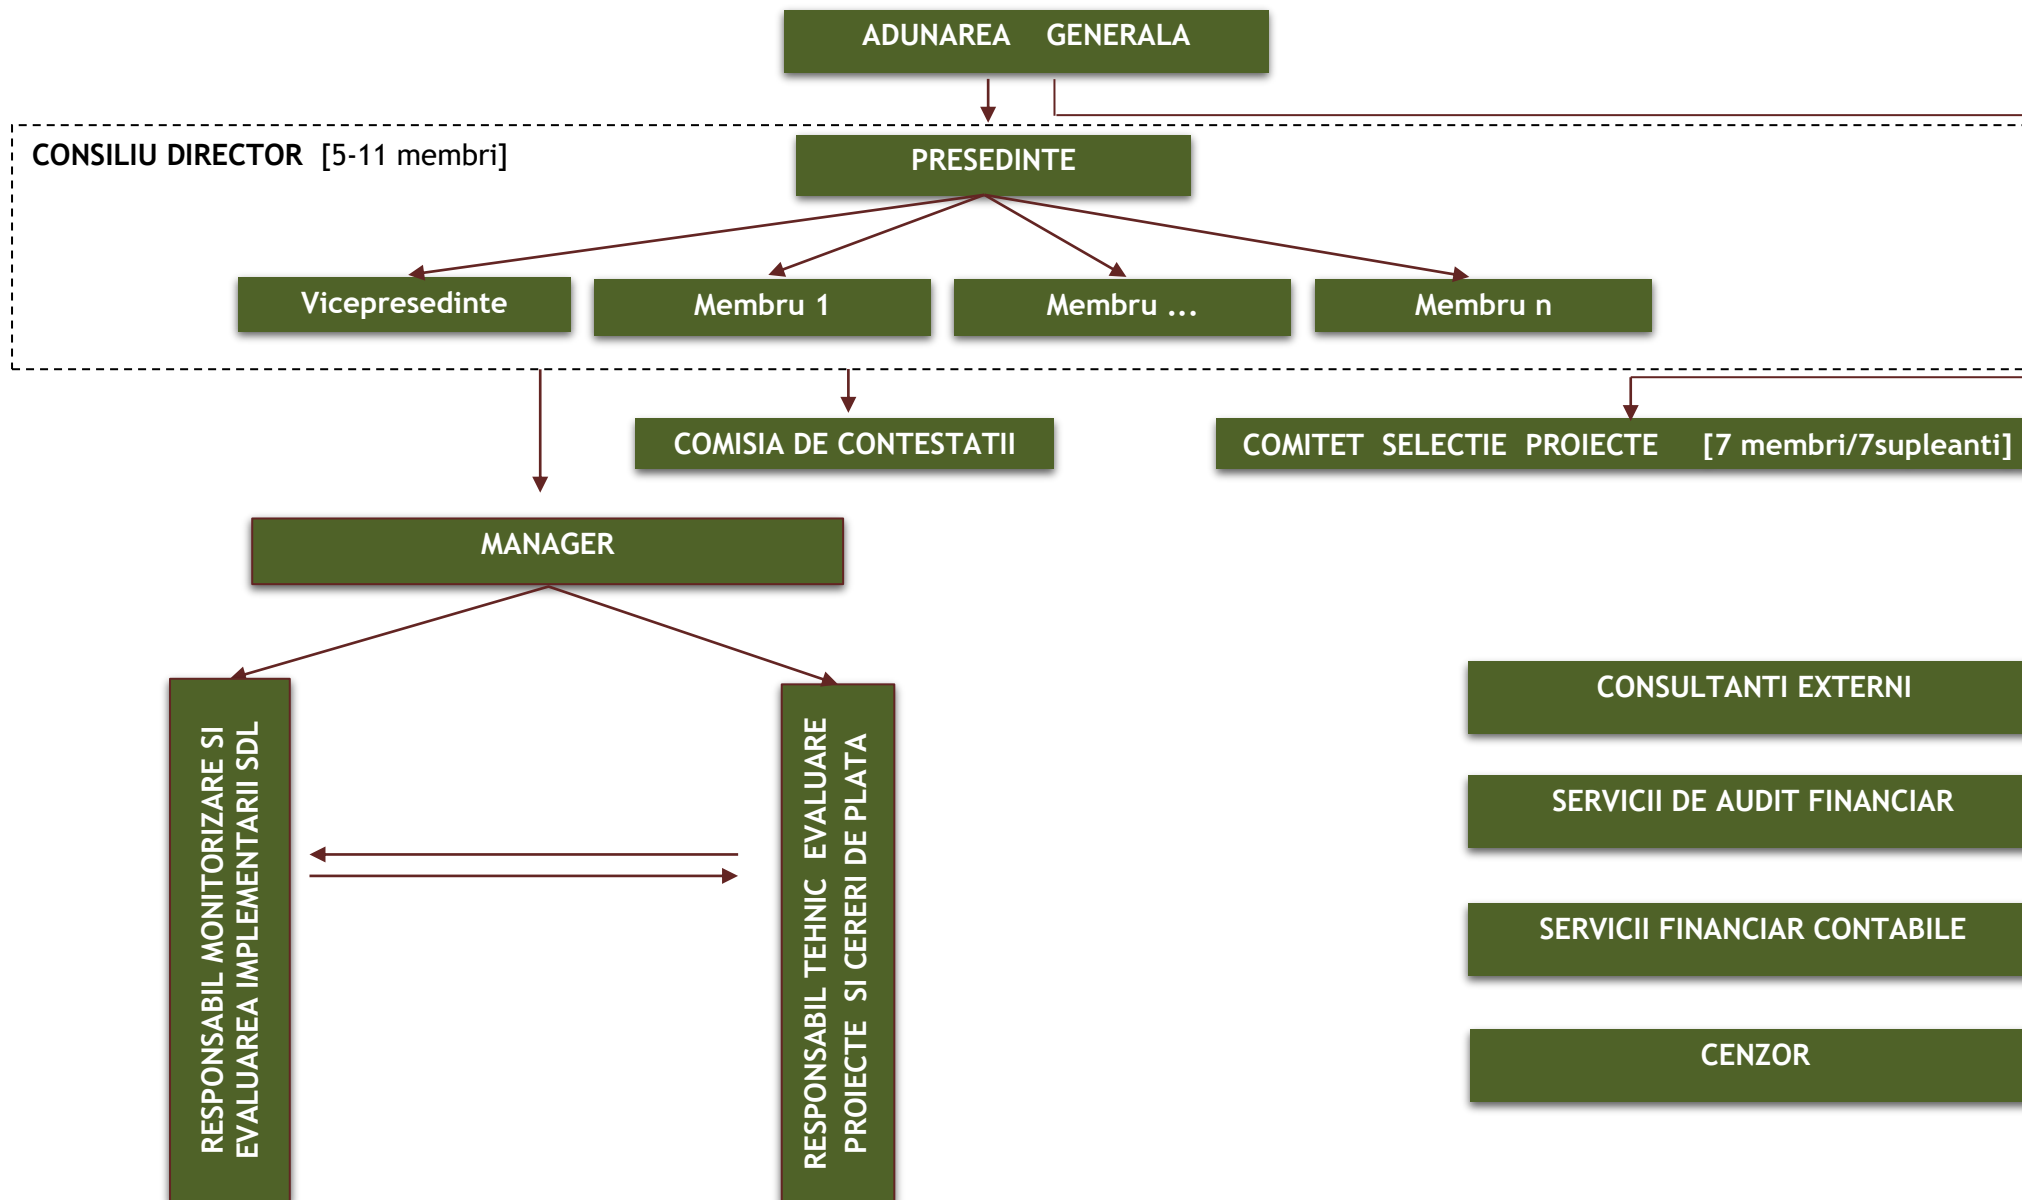 ADUNAREA GENERALA
CONSILIU DIRECTOR [5-11 membri]
PRESEDINTE
Vicepresedinte
Membru 1
Membru ...
Membru n
COMISIA DE CONTESTATII
COMITET SELECTIE PROIECTE [7 membri/7supleanti]
MANAGER
RESPONSABIL MONITORIZARE SI
EVALUAREA IMPLEMENTARII SDL
RESPONSABIL TEHNIC EVALUARE
PROIECTE SI CERERI DE PLATA
CONSULTANTI EXTERNI
SERVICII DE AUDIT FINANCIAR
SERVICII FINANCIAR CONTABILE
CENZOR